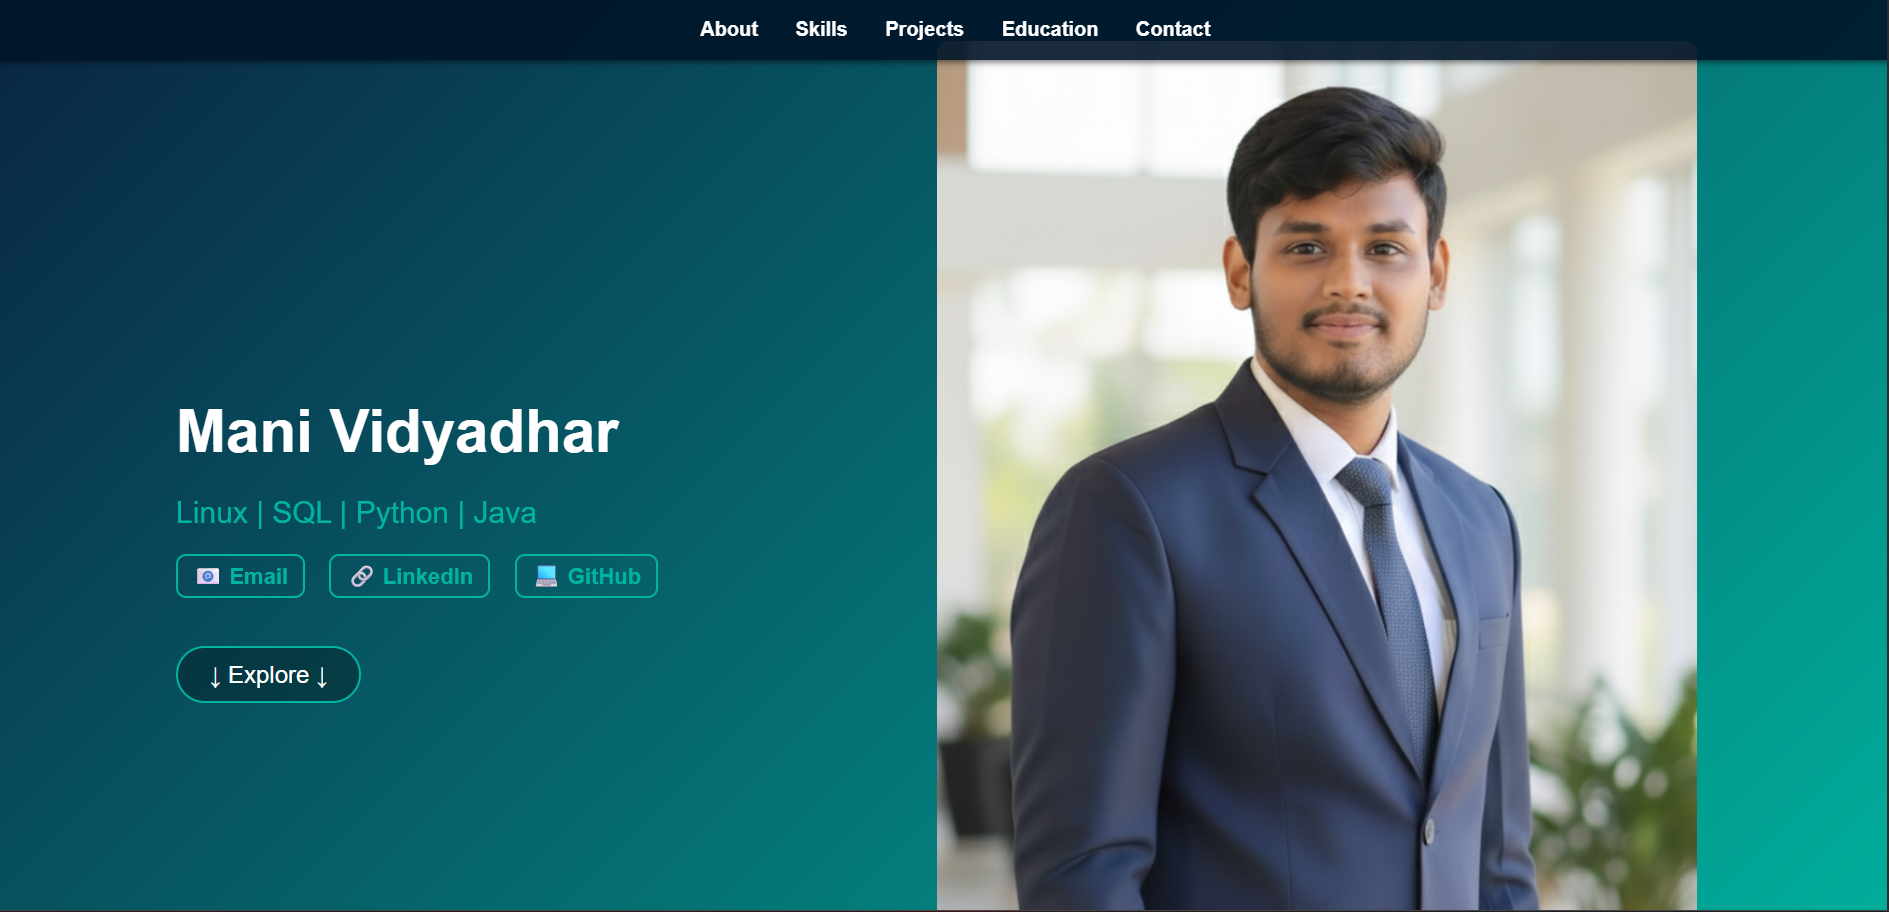 About Skills Projects Education Contact
Mani Vidyadhar
Linux | SQL | Python | Java
📧 Email 🔗 LinkedIn 💻 GitHub
↓ Explore ↓